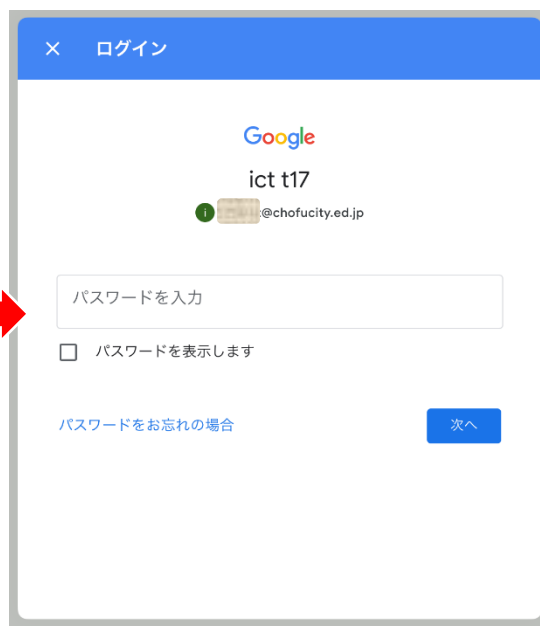 × ログイン
Google
ict t17
i @chofucity.ed.jp
パスワードを入力
パスワードを表示します
パスワードをお忘れの場合
次へ